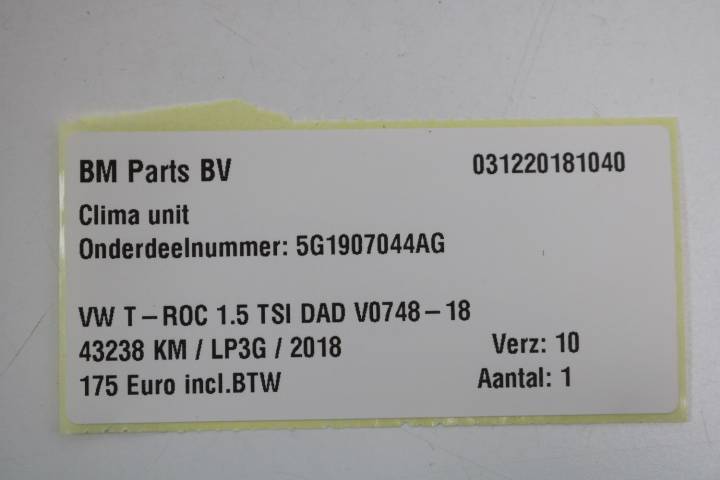 BM Parts BV 031220181040
Clima unit
Onderdeelnummer: 5G1907044AG
VW T-ROC 1.5 TSI DAD V0748-18
43238 KM / LP3G / 2018 Verz: 10
175 Euro incl.BTW Aantal: 1